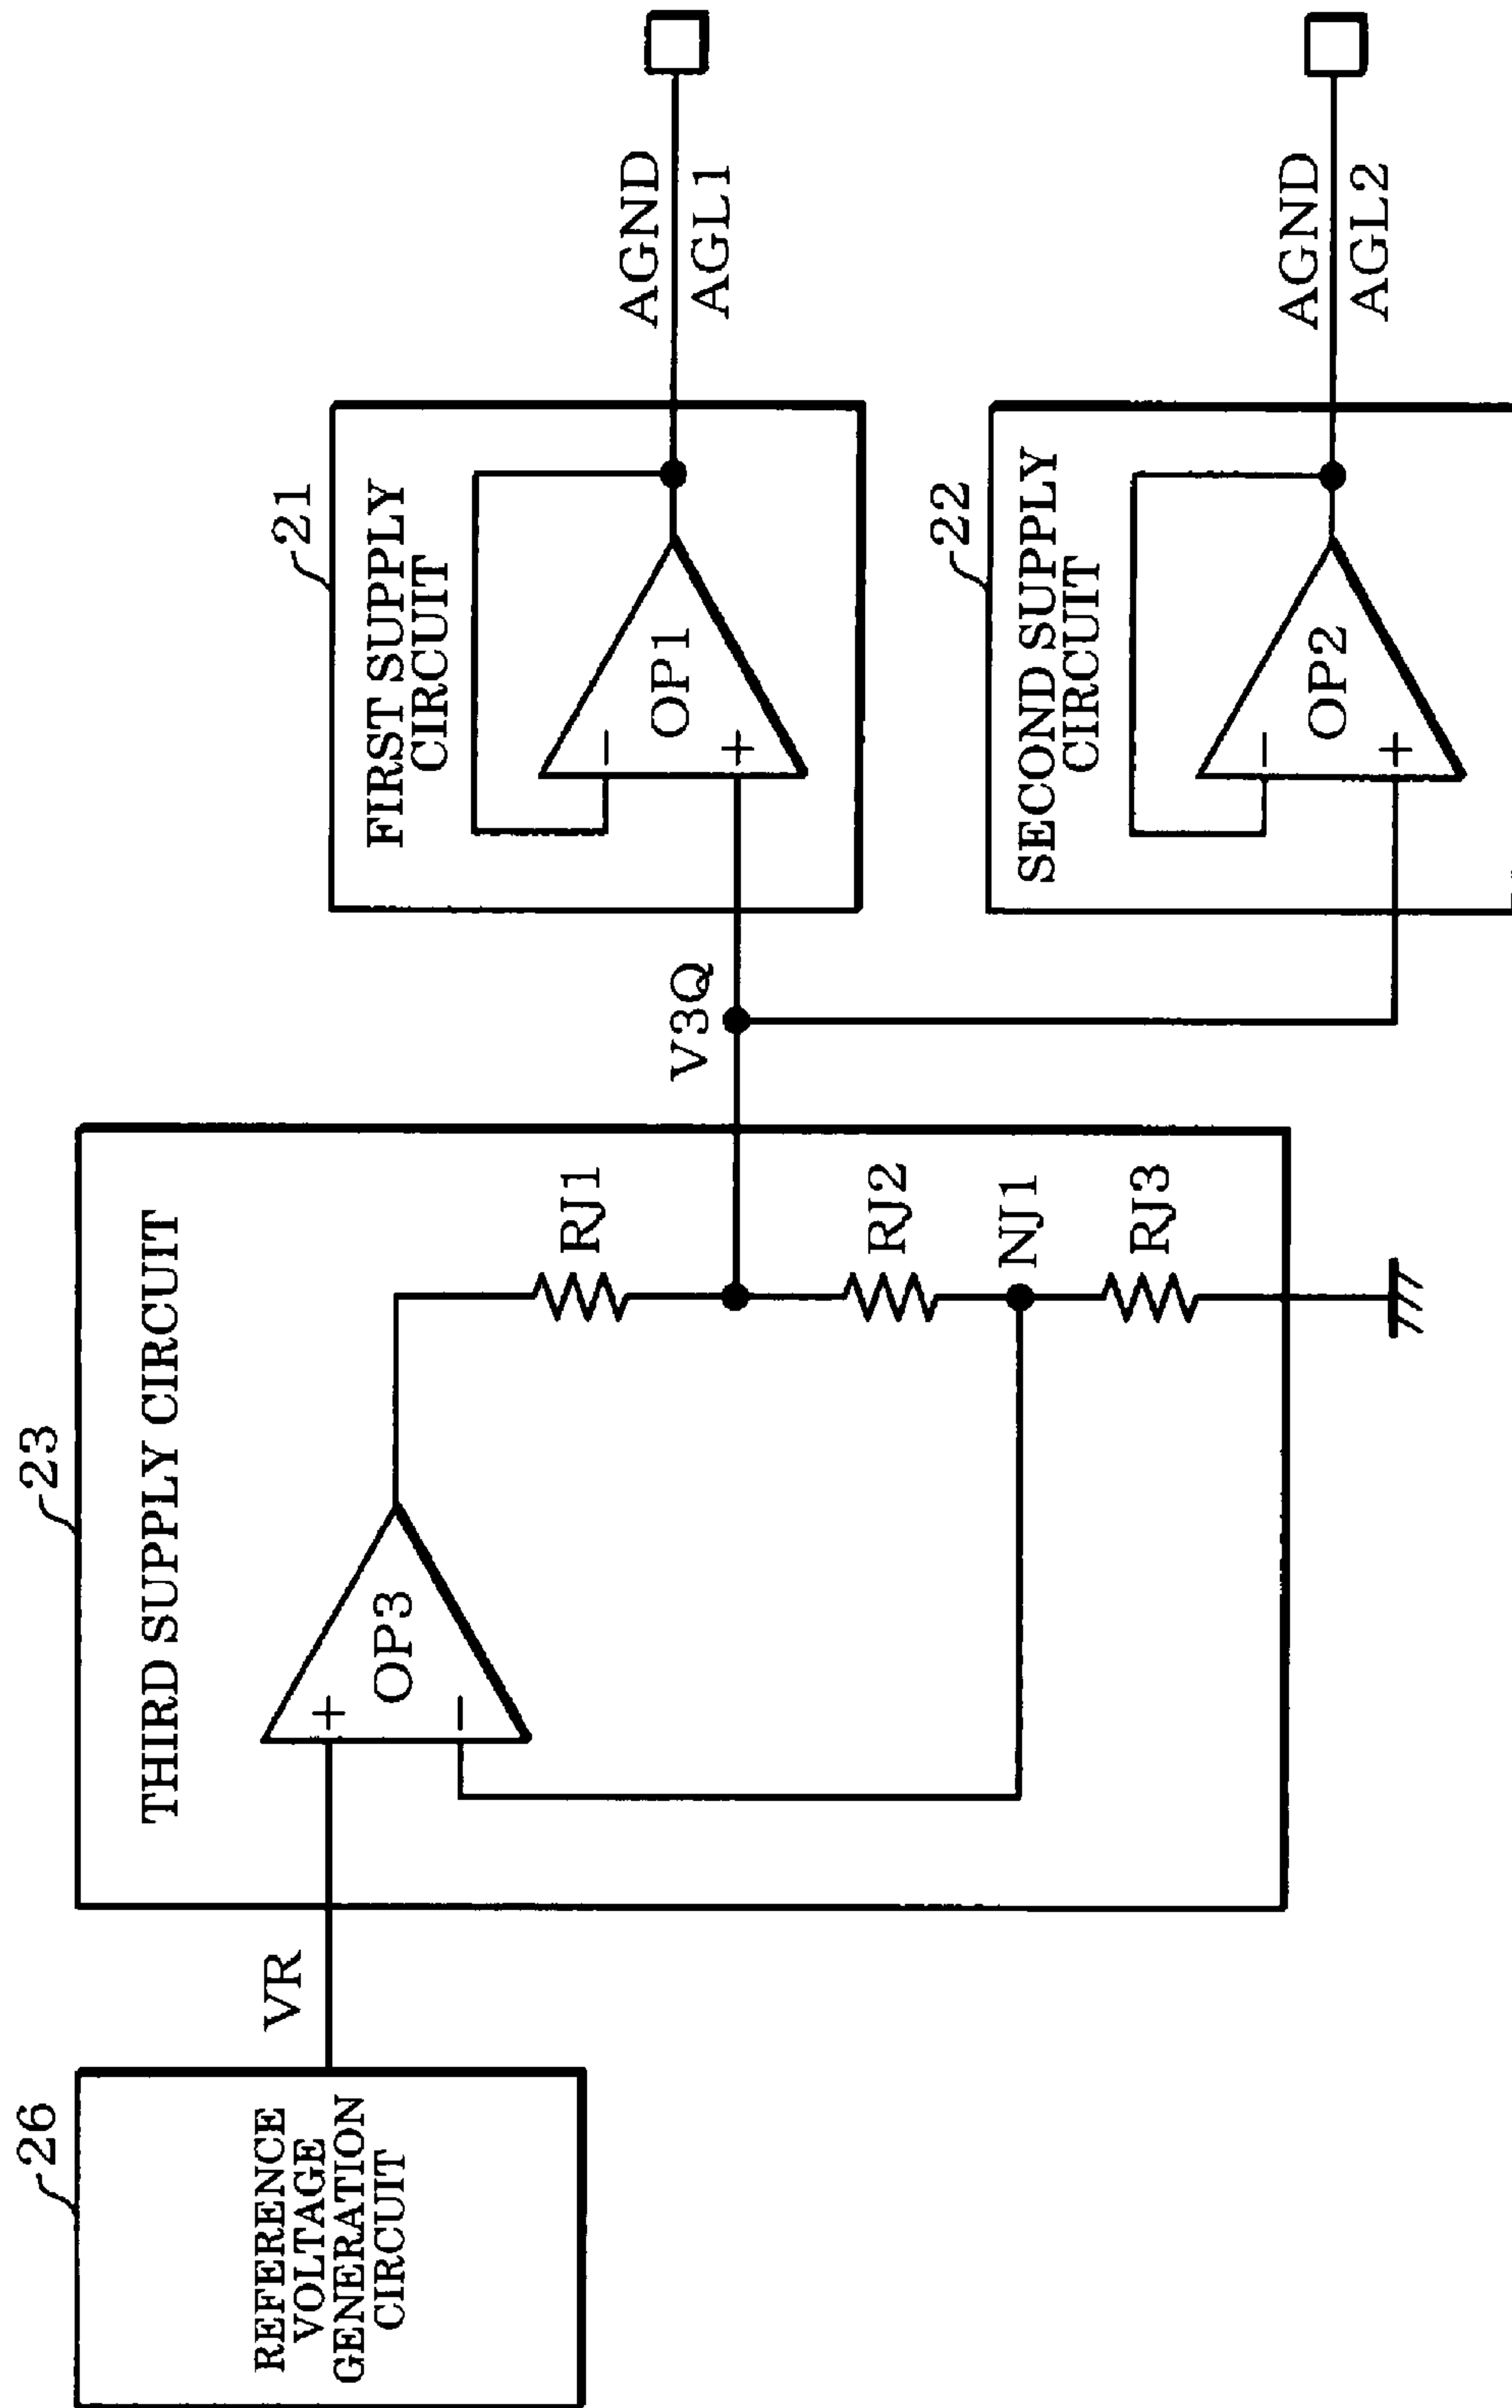 26
REFERENCE
VOLTAGE
GENERATION
CIRCUIT
VR
23
THIRD SUPPLY CIRCUIT
+
OP3
−
RJ1
RJ2
NJ1
RJ3
V3Q
21
FIRST SUPPLY
CIRCUIT
−
OP1
+
AGND
AGL1
22
SECOND SUPPLY
CIRCUIT
−
OP2
+
AGND
AGL2